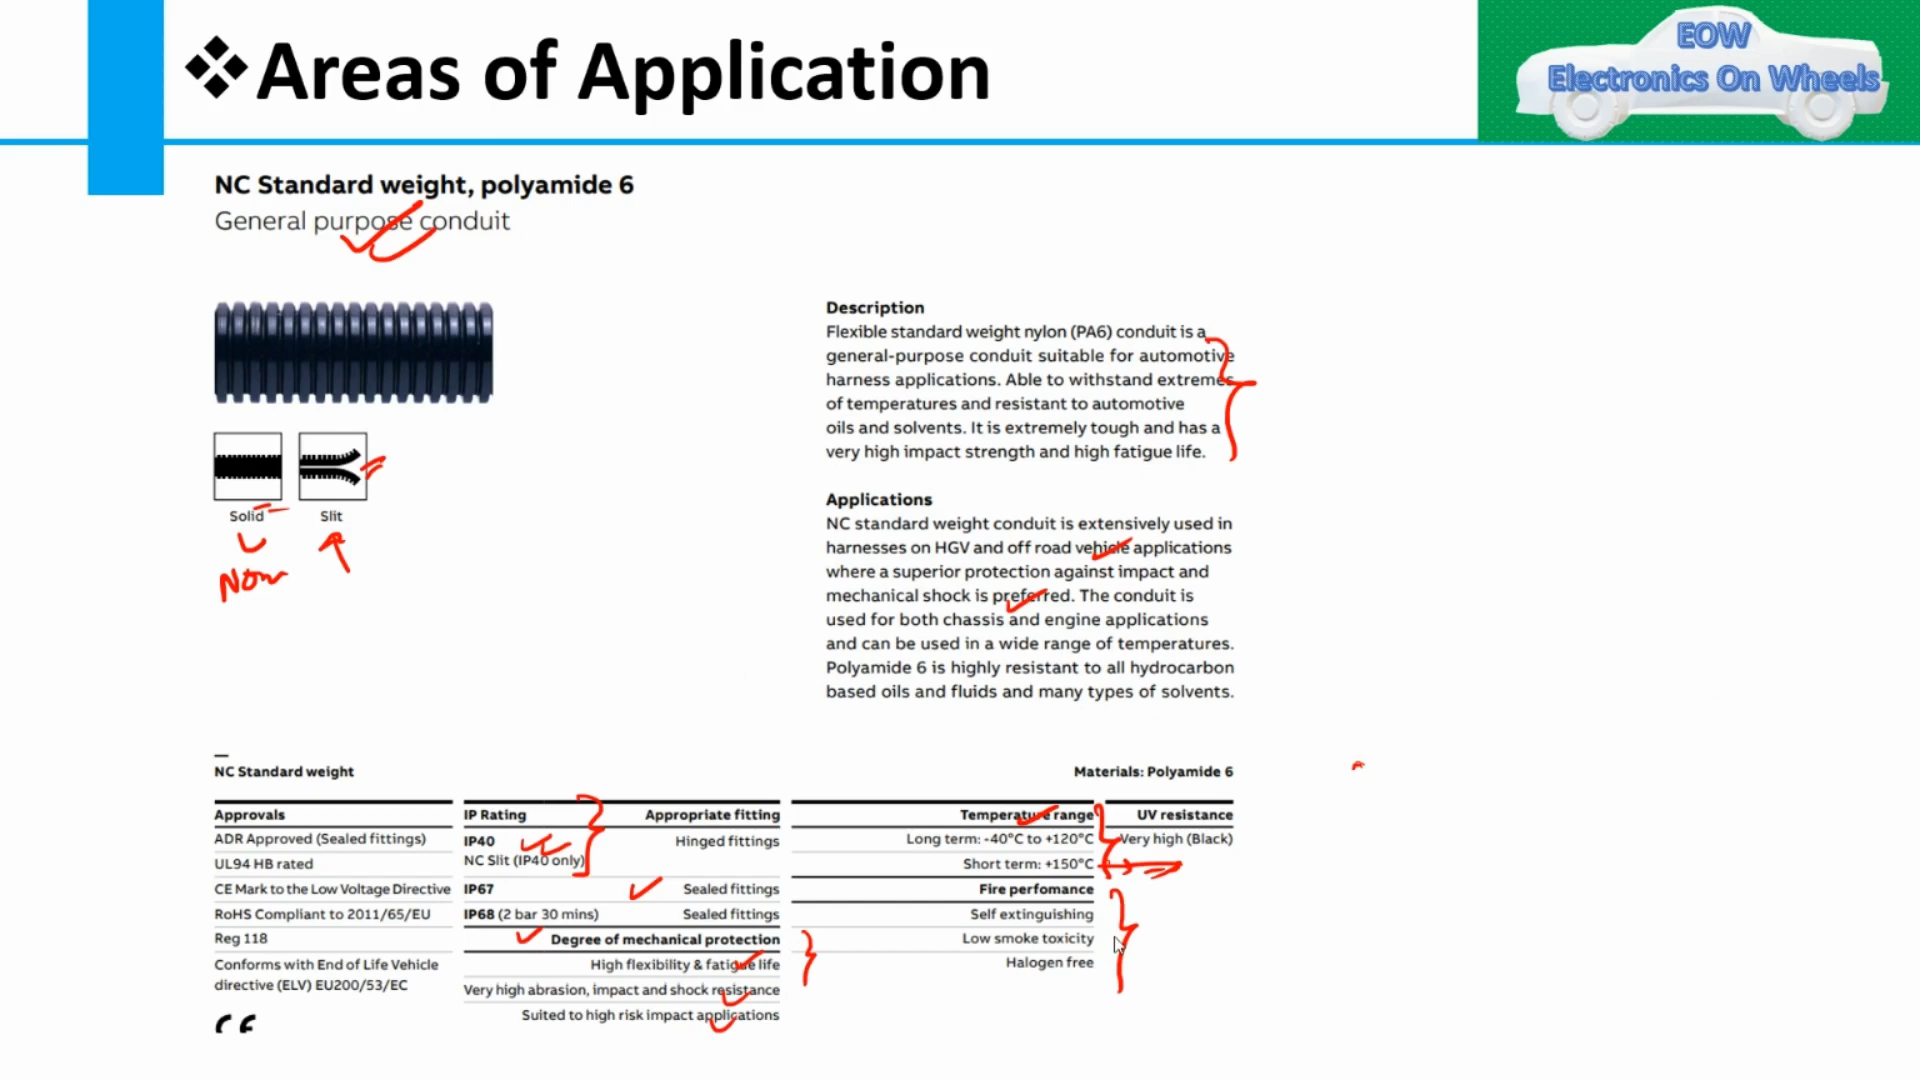 ❖Areas of Application
EOW
Electronics On Wheels
NC Standard weight, polyamide 6
General purpose conduit
Solid
Slit
Non
Description
Flexible standard weight nylon (PA6) conduit is a
general-purpose conduit suitable for automotive
harness applications. Able to withstand extremes
of temperatures and resistant to automotive
oils and solvents. It is extremely tough and has a
very high impact strength and high fatigue life.
Applications
NC standard weight conduit is extensively used in
harnesses on HGV and off road vehicle applications
where a superior protection against impact and
mechanical shock is preferred. The conduit is
used for both chassis and engine applications
and can be used in a wide range of temperatures.
Polyamide 6 is highly resistant to all hydrocarbon
based oils and fluids and many types of solvents.
NC Standard weight
Materials: Polyamide 6
Approvals
ADR Approved (Sealed fittings)
UL94 HB rated
CE Mark to the Low Voltage Directive
RoHS Compliant to 2011/65/EU
Reg 118
Conforms with End of Life Vehicle
directive (ELV) EU200/53/EC
CE
IP Rating Appropriate fitting
IP40 Hinged fittings
NC Slit (IP40 only)
IP67 Sealed fittings
IP68 (2 bar 30 mins) Sealed fittings
Degree of mechanical protection
High flexibility & fatigue life
Very high abrasion, impact and shock resistance
Suited to high risk impact applications
Temperature range
Long term: -40°C to +120°C
Short term: +150°C
Fire perfomance
Self extinguishing
Low smoke toxicity
Halogen free
UV resistance
Very high (Black)